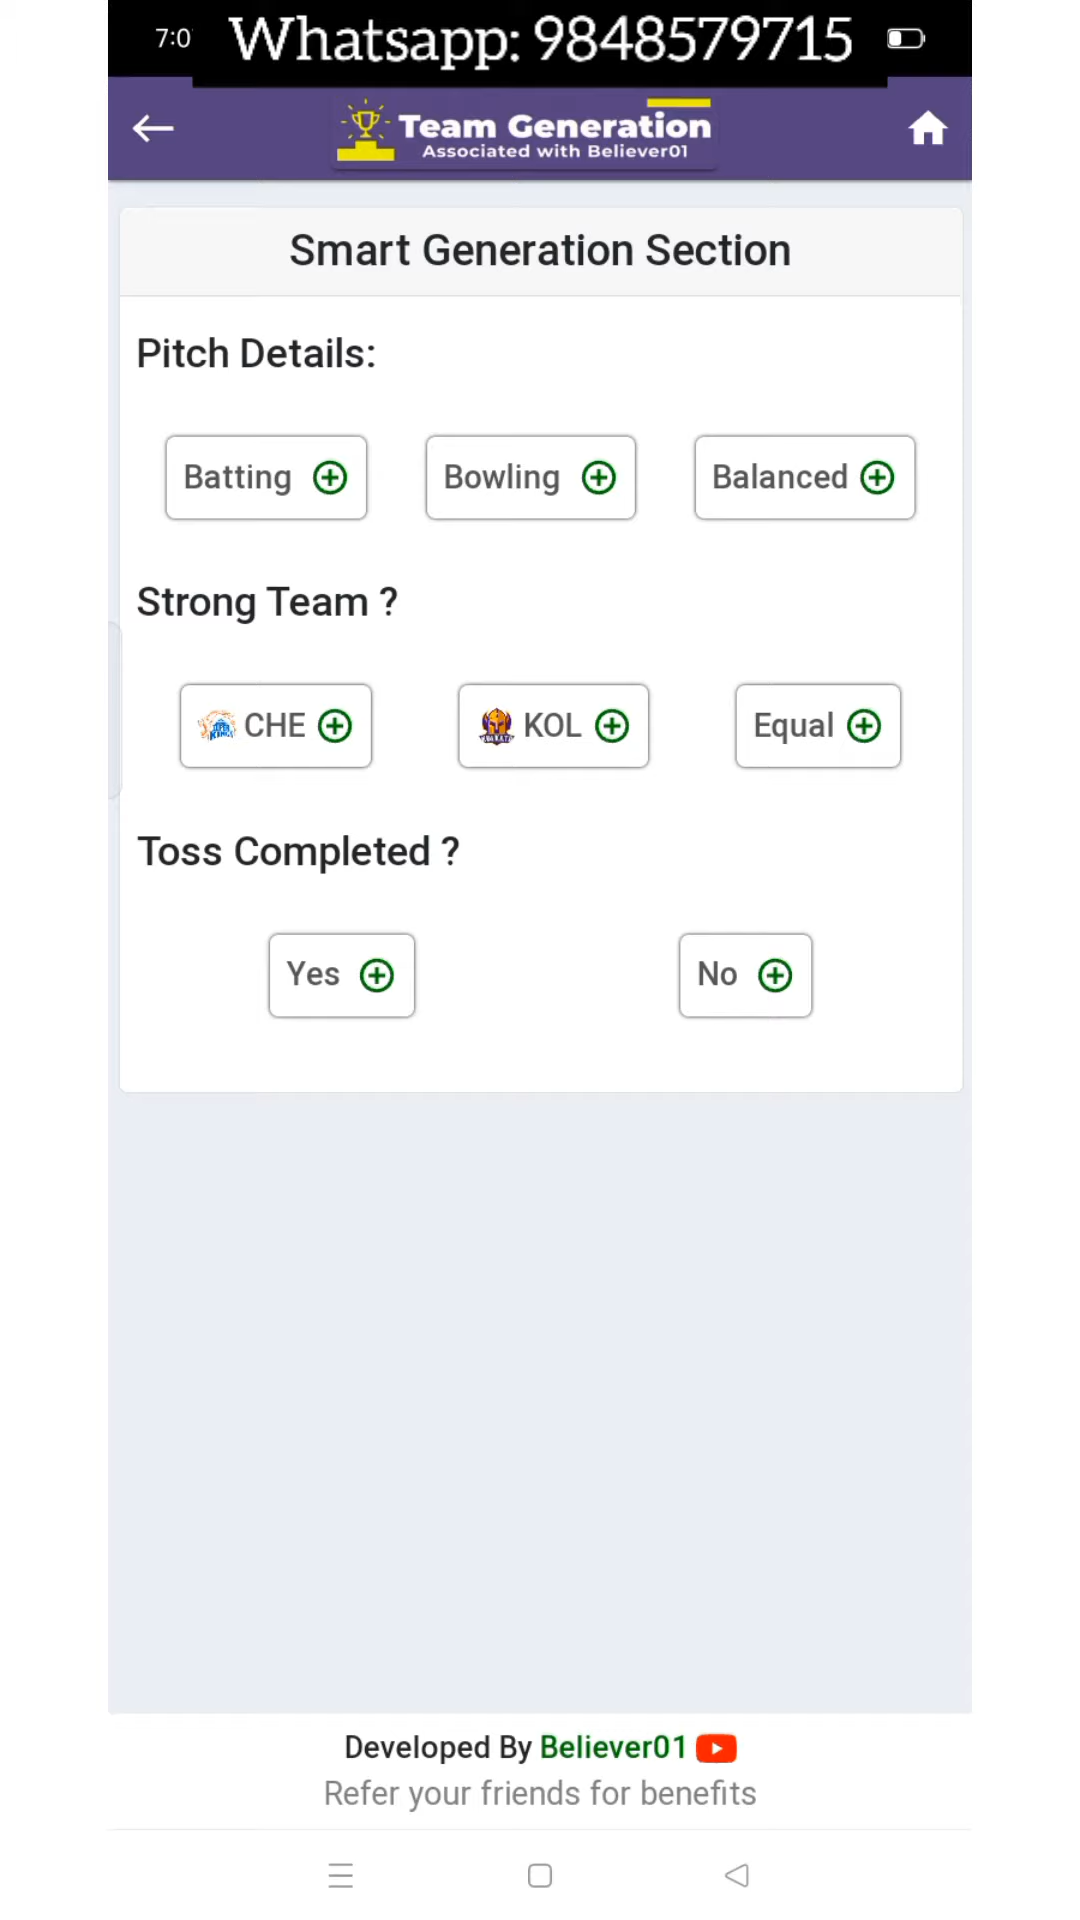 7:0
Whatsapp: 9848579715
Team Generation
Associated with Believer01
Smart Generation Section
Pitch Details:
Batting Bowling Balanced
Strong Team ?
CHE KOL Equal
Toss Completed ?
Yes No
Developed By Believer01
Refer your friends for benefits